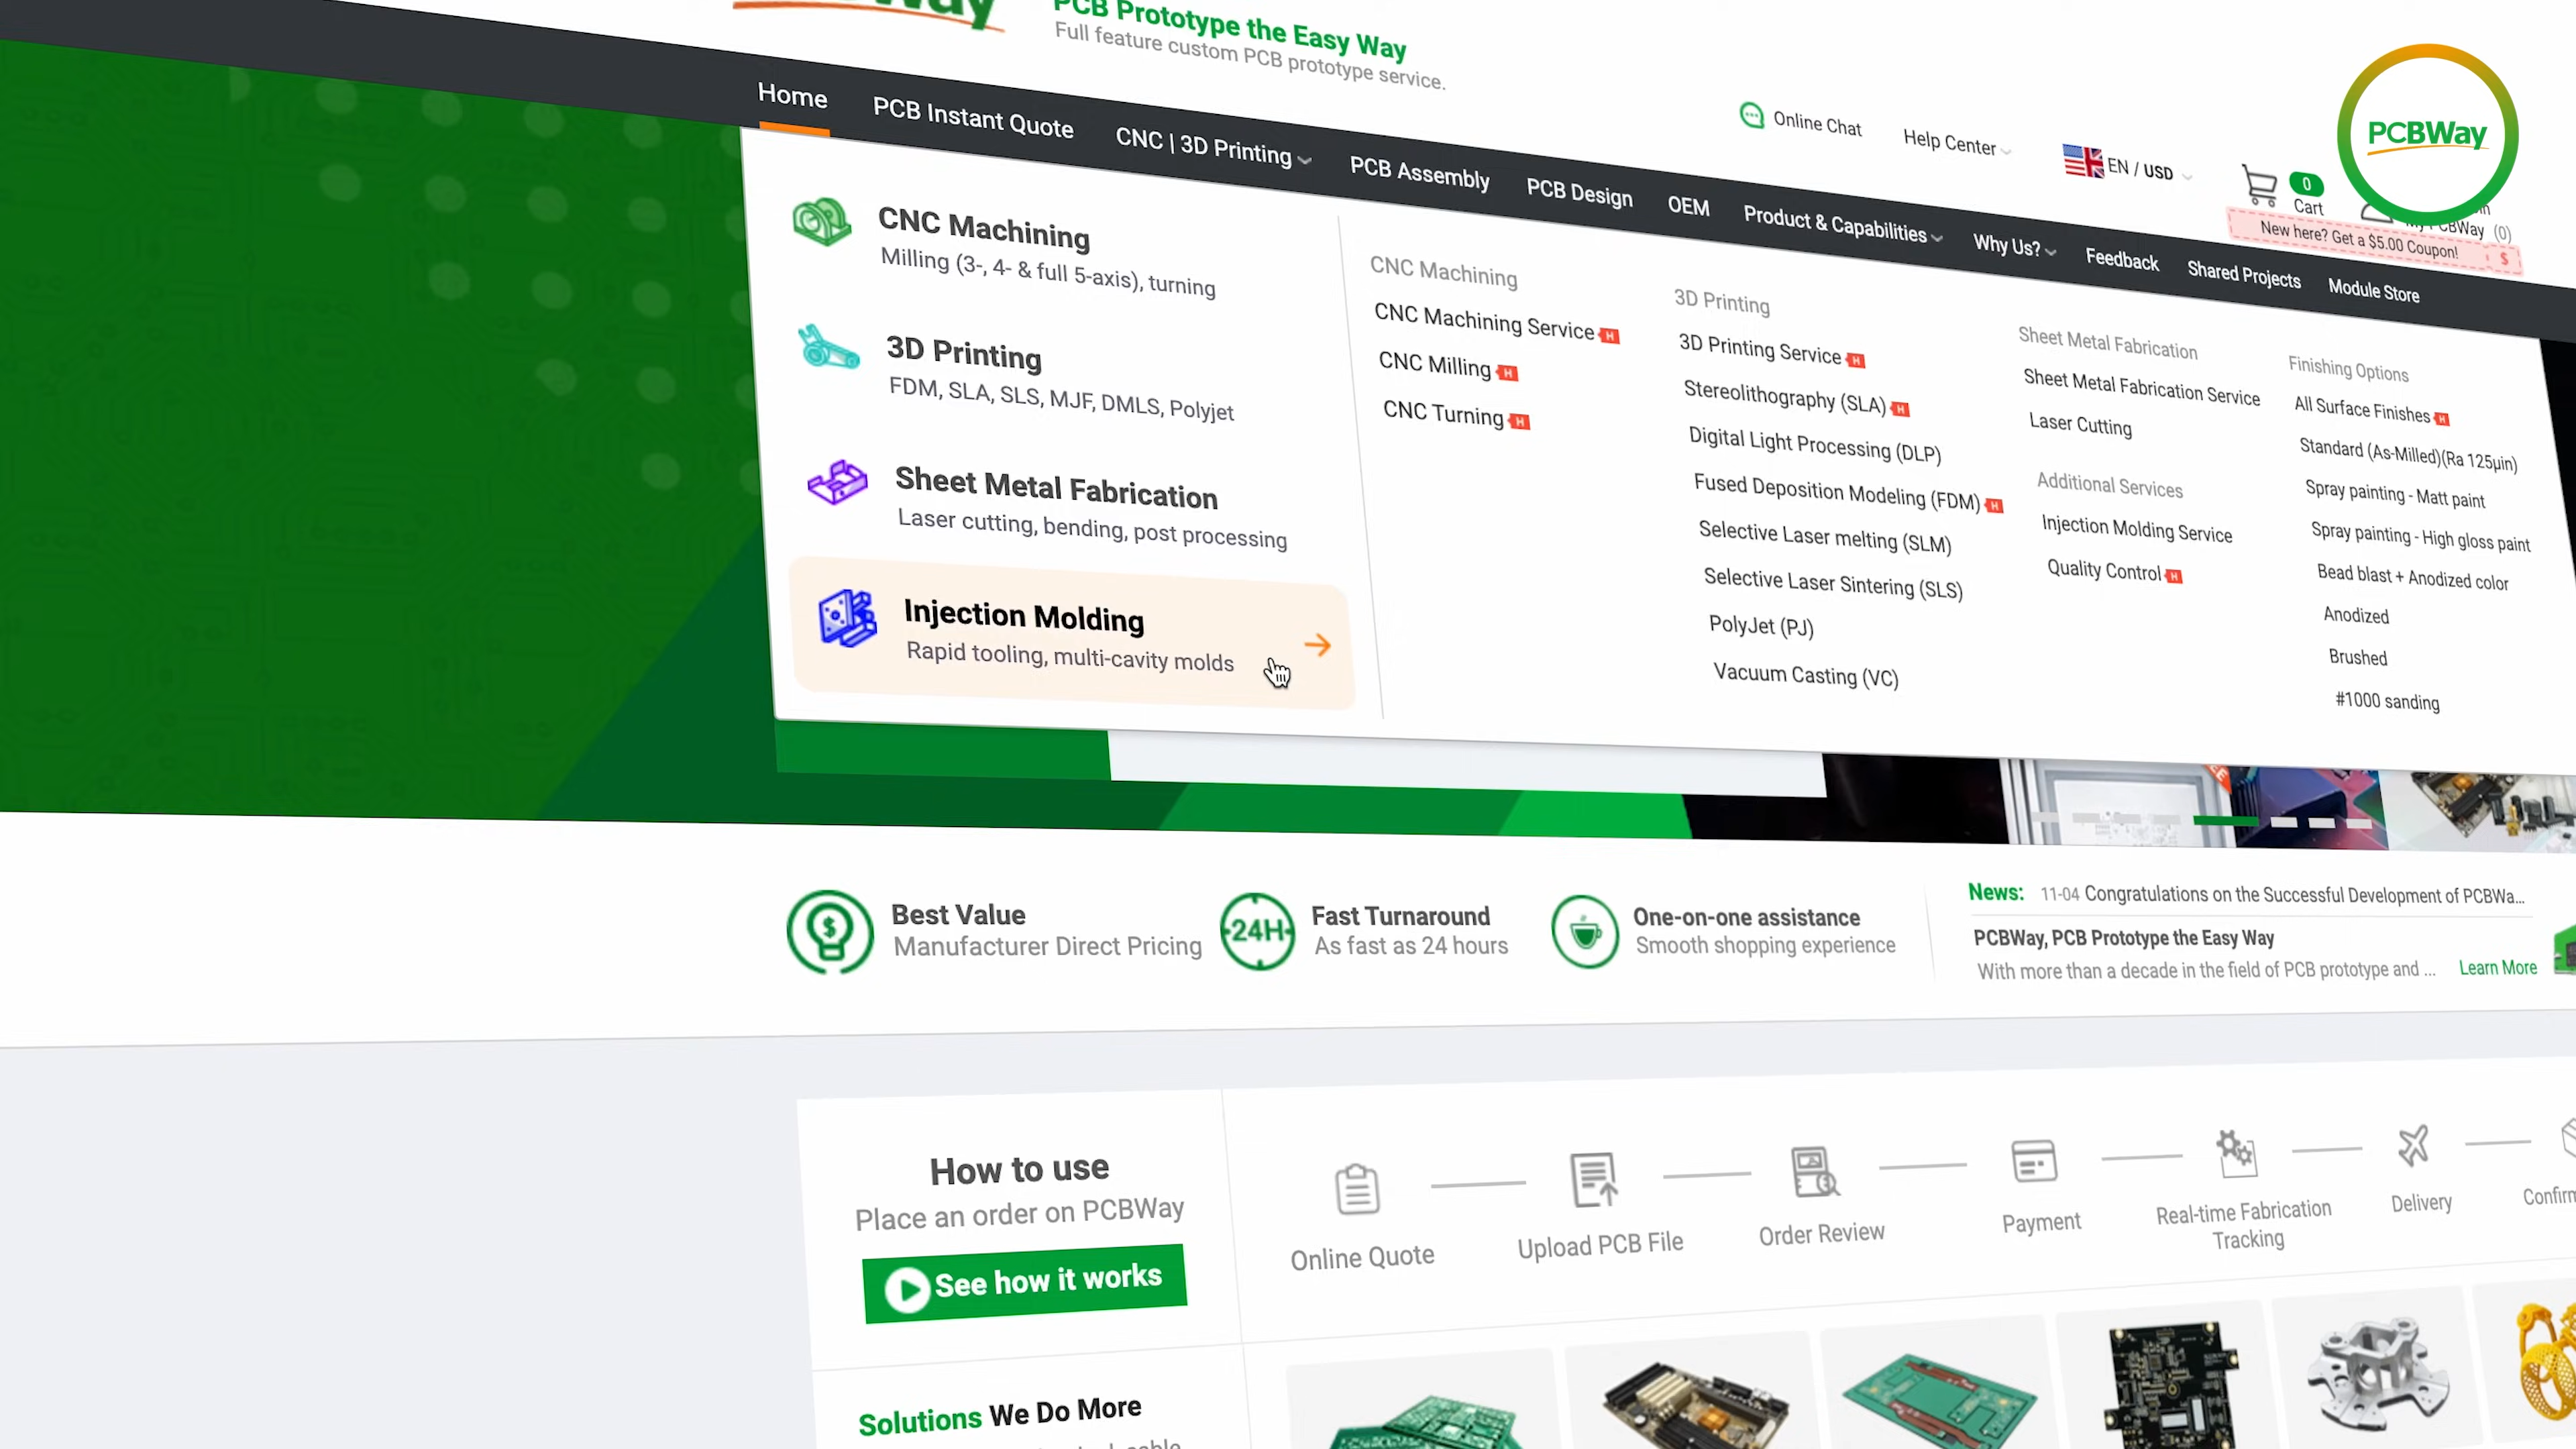 PCB Prototype the Easy Way
Full feature custom PCB prototype service.
Online Chat
Help Center
EN / USD
0
Cart
PCBWay
(0)
New here? Get a $5.00 Coupon!
$
Home
PCB Instant Quote
CNC | 3D Printing
PCB Assembly
PCB Design
OEM
Product & Capabilities
Why Us?
Feedback
Shared Projects
Module Store
CNC Machining
Milling (3-, 4- & full 5-axis), turning
3D Printing
FDM, SLA, SLS, MJF, DMLS, Polyjet
Sheet Metal Fabrication
Laser cutting, bending, post processing
Injection Molding
Rapid tooling, multi-cavity molds
CNC Machining
CNC Machining Service H
CNC Milling H
CNC Turning H
3D Printing
3D Printing Service H
Stereolithography (SLA) H
Digital Light Processing (DLP)
Fused Deposition Modeling (FDM) H
Selective Laser melting (SLM)
Selective Laser Sintering (SLS)
PolyJet (PJ)
Vacuum Casting (VC)
Sheet Metal Fabrication
Sheet Metal Fabrication Service
Laser Cutting
Additional Services
Injection Molding Service
Quality Control H
Finishing Options
All Surface Finishes H
Standard (As-Milled)(Ra 125µin)
Spray painting - Matt paint
Spray painting - High gloss paint
Bead blast + Anodized color
Anodized
Brushed
#1000 sanding
Best Value
Manufacturer Direct Pricing
24H
Fast Turnaround
As fast as 24 hours
One-on-one assistance
Smooth shopping experience
News: 11-04 Congratulations on the Successful Development of PCBWa...
PCBWay, PCB Prototype the Easy Way
With more than a decade in the field of PCB prototype and ... Learn More
How to use
Place an order on PCBWay
See how it works
Online Quote
Upload PCB File
Order Review
Payment
Real-time Fabrication
Tracking
Delivery
Solutions We Do More